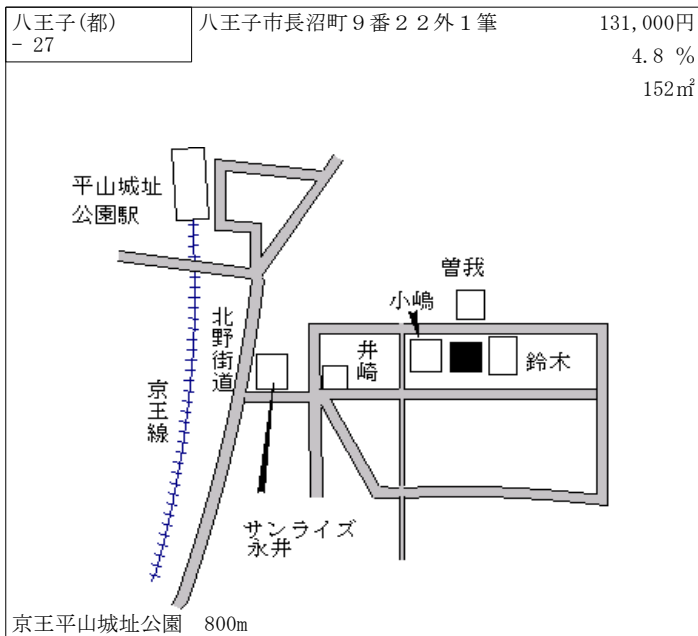 八王子(都)
- 27
八王子市長沼町９番２２外１筆
131,000円
4.8 %
152㎡
平山城址
公園駅
曽我
小嶋
北野街道
井崎
鈴木
京王線
サンライズ
永井
京王平山城址公園　800m